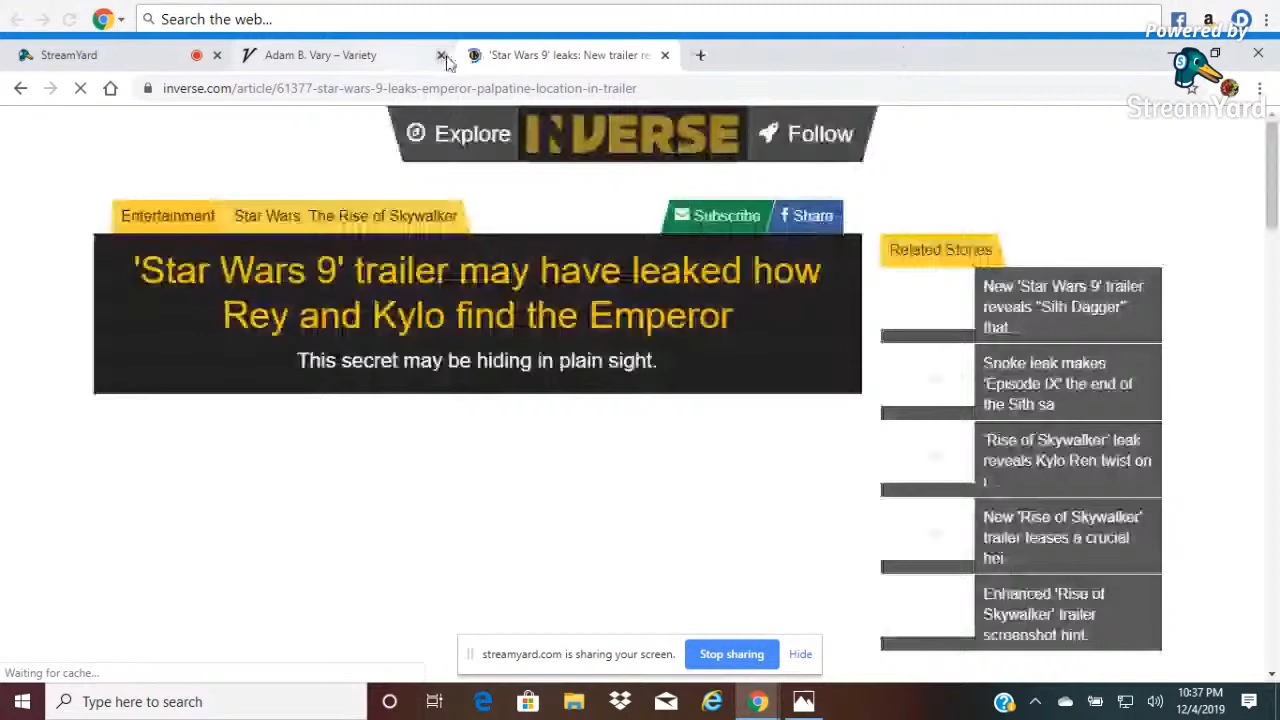 Search the web...
Powered by
StreamYard
StreamYard
Adam B. Vary – Variety
'Star Wars 9' leaks: New trailer re
inverse.com/article/61377-star-wars-9-leaks-emperor-palpatine-location-in-trailer
Explore
INVERSE
Follow
Entertainment
Star Wars: The Rise of Skywalker
Subscribe
Share
'Star Wars 9' trailer may have leaked how
Rey and Kylo find the Emperor
This secret may be hiding in plain sight.
Related Stories
New 'Star Wars 9' trailer
reveals "Sith Dagger"
that...
Snoke leak makes
'Episode IX' the end of
the Sith sa
'Rise of Skywalker' leak
reveals Kylo Ren twist on
r...
New 'Rise of Skywalker'
trailer teases a crucial
hei
Enhanced 'Rise of
Skywalker' trailer
screenshot hint.
streamyard.com is sharing your screen.
Stop sharing
Hide
Waiting for cache...
Type here to search
10:37 PM
12/4/2019